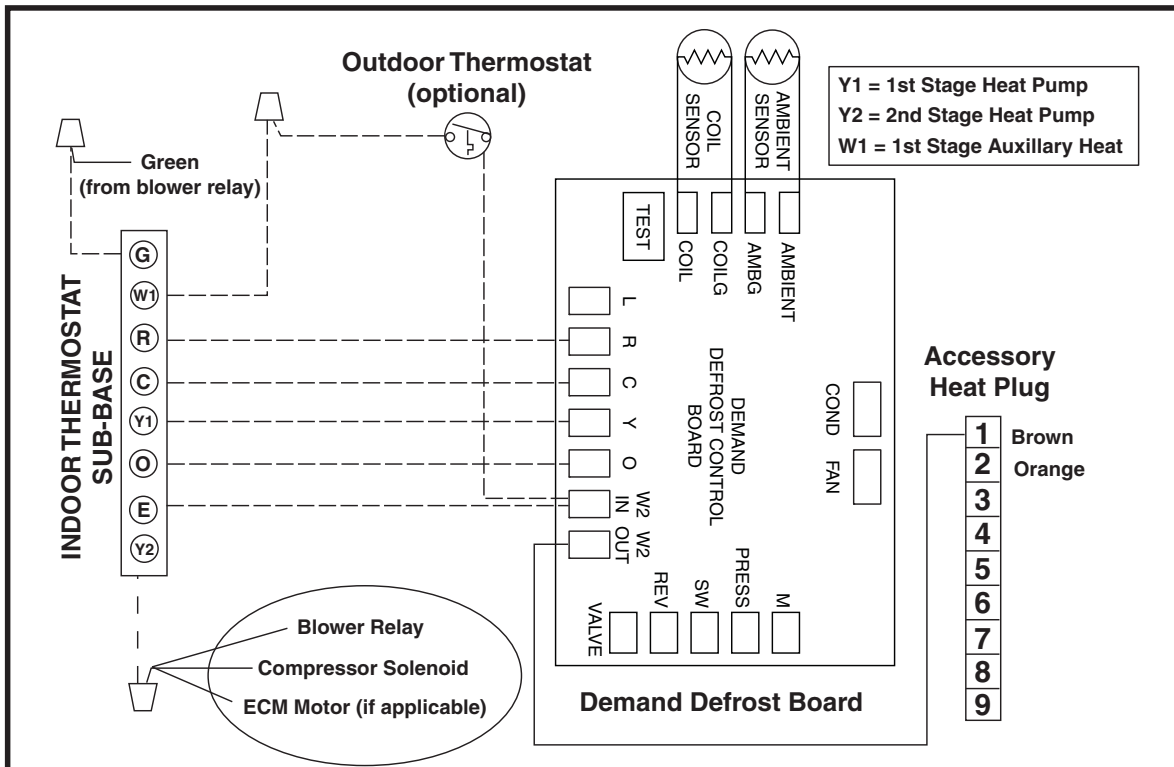 Outdoor Thermostat
(optional)
Green
(from blower relay)
INDOOR THERMOSTAT
SUB-BASE
G
W1
R
C
Y1
O
E
Y2
Blower Relay
Compressor Solenoid
ECM Motor (if applicable)
COIL
SENSOR
AMBIENT
SENSOR
Y1 = 1st Stage Heat Pump
Y2 = 2nd Stage Heat Pump
W1 = 1st Stage Auxillary Heat
TEST
COIL
COILG
AMBG
AMBIENT
L
R
C
Y
O
W2
IN
W2
OUT
DEMAND
DEFROST CONTROL
BOARD
COND
FAN
VALVE
REV
SW
PRESS
M
Demand Defrost Board
Accessory
Heat Plug
1 Brown
2 Orange
3
4
5
6
7
8
9